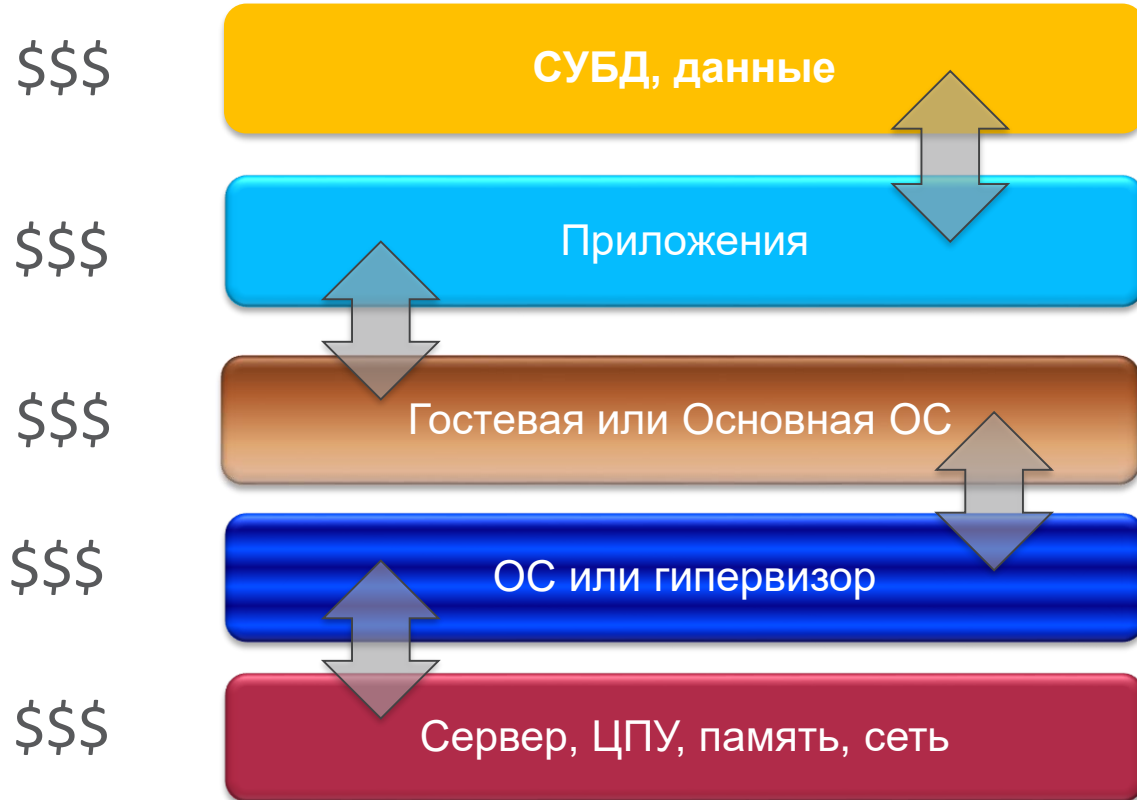 $$$
СУБД, данные
$$$
Приложения
$$$
Гостевая или Основная ОС
$$$
ОС или гипервизор
$$$
Сервер, ЦПУ, память, сеть